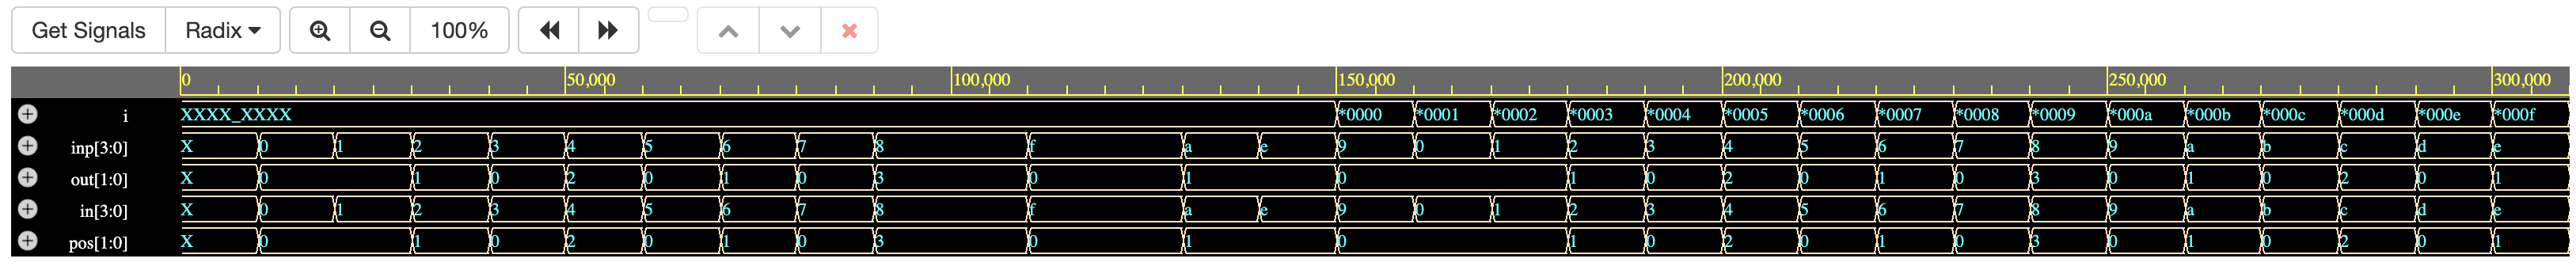 Get Signals Radix 100%
0 50,000 100,000 150,000 200,000 250,000 300,000
i XXXX_XXXX *0000 *0001 *0002 *0003 *0004 *0005 *0006 *0007 *0008 *0009 *000a *000b *000c *000d *000e *000f
inp[3:0] X 0 1 2 3 4 5 6 7 8 f a e 9 0 1 2 3 4 5 6 7 8 9 a b c d e
out[1:0] X 0 1 0 2 0 1 0 3 0 1 0 1 0 2 0 1 0 3 0 1 0 2 0 1
in[3:0] X 0 1 2 3 4 5 6 7 8 f a e 9 0 1 2 3 4 5 6 7 8 9 a b c d e
pos[1:0] X 0 1 0 2 0 1 0 3 0 1 0 1 0 2 0 1 0 3 0 1 0 2 0 1